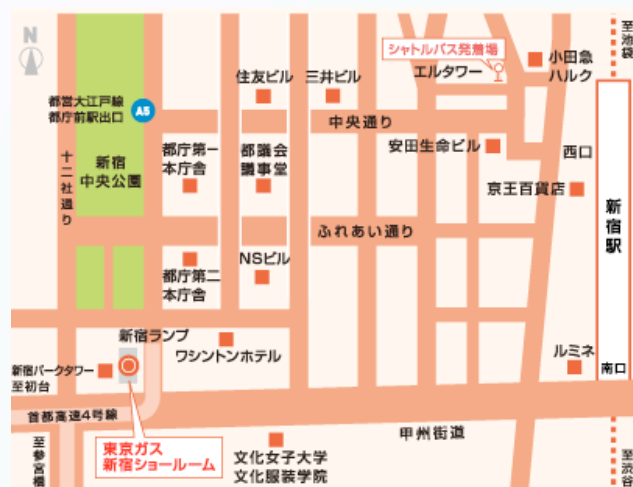 N
シャトルバス発着場
至池袋
小田急
ハルク
エルタワー
住友ビル
三井ビル
都営大江戸線
都庁前駅出口
A5
中央通り
安田生命ビル
西口
十二社通り
新宿
中央公園
都庁第一
本庁舎
都議会
議事堂
京王百貨店
新宿駅
ふれあい通り
都庁第二
本庁舎
NSビル
新宿ランプ
ワシントンホテル
ルミネ
南口
新宿パークタワー
至初台
首都高速4号線
甲州街道
至参宮橋
東京ガス
新宿ショールーム
文化女子大学
文化服装学院
至渋谷